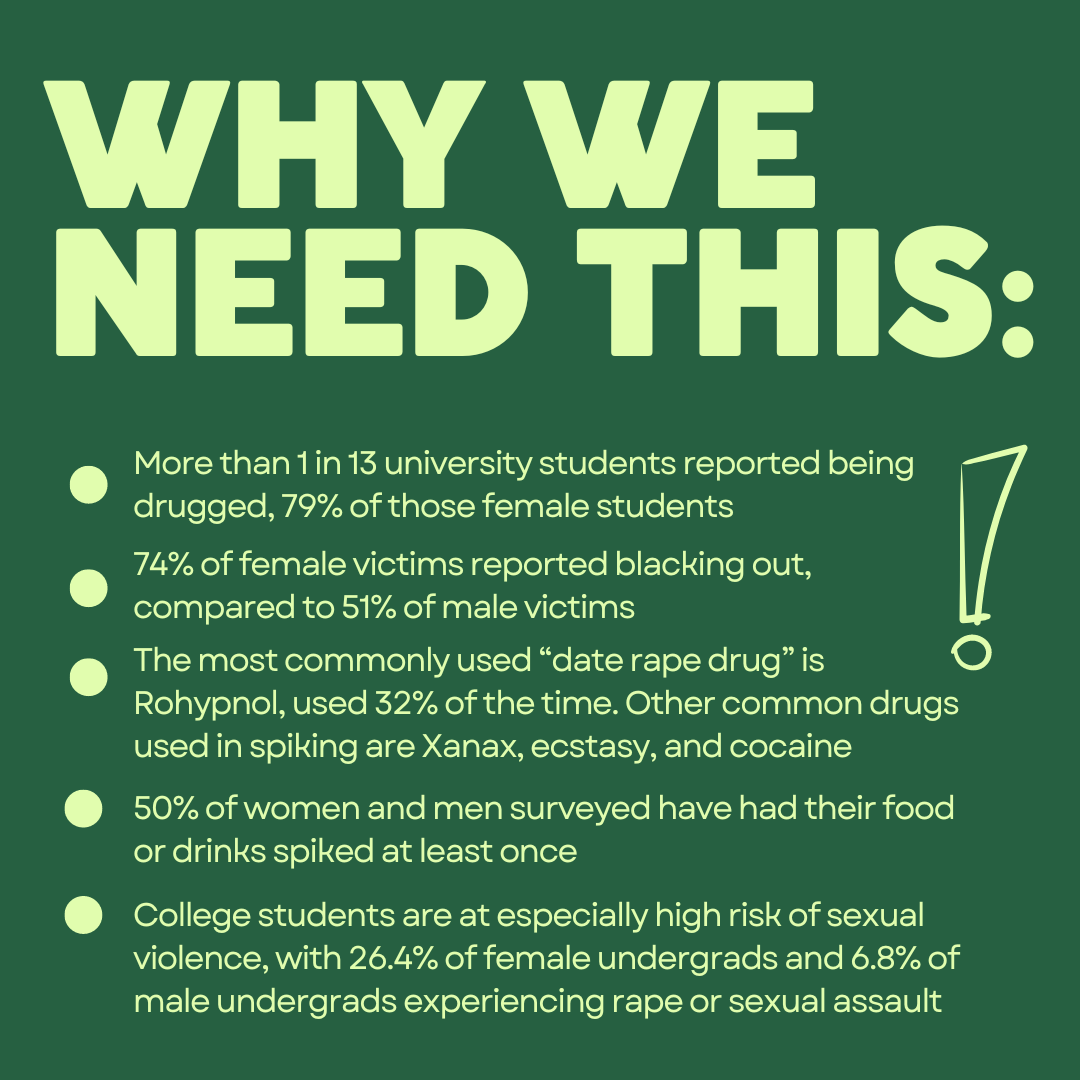 WHY WE
NEED THIS:
More than 1 in 13 university students reported being
drugged, 79% of those female students
74% of female victims reported blacking out,
compared to 51% of male victims
The most commonly used “date rape drug” is
Rohypnol, used 32% of the time. Other common drugs
used in spiking are Xanax, ecstasy, and cocaine
50% of women and men surveyed have had their food
or drinks spiked at least once
College students are at especially high risk of sexual
violence, with 26.4% of female undergrads and 6.8% of
male undergrads experiencing rape or sexual assault